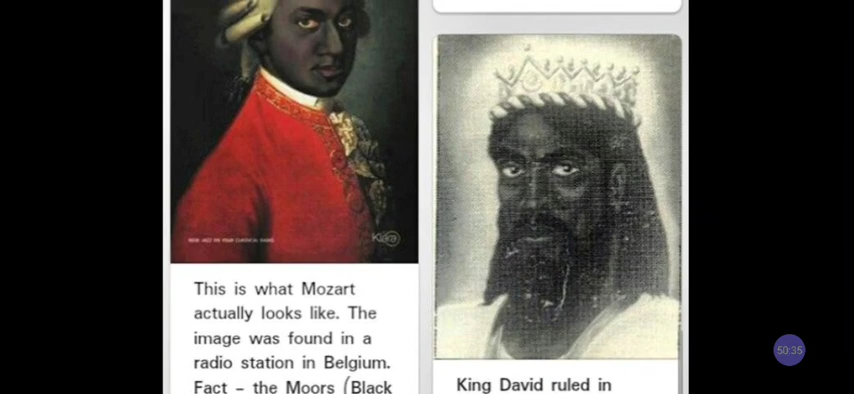 Klara
This is what Mozart
actually looks like. The
image was found in a
radio station in Belgium.
Fact – the Moors (Black
King David ruled in
50:35